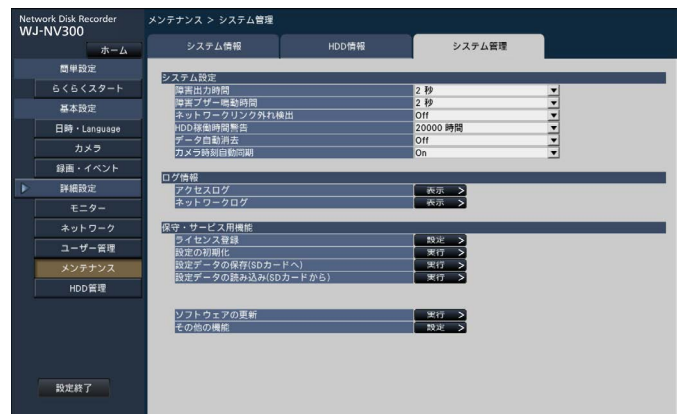 Network Disk Recorder
WJ-NV300
メンテナンス > システム管理
ホーム
システム情報 HDD情報 システム管理
簡単設定
らくらくスタート
基本設定
日時・Language
カメラ
録画・イベント
詳細設定
モニター
ネットワーク
ユーザー管理
メンテナンス
HDD管理
設定終了
システム設定
障害出力時間 2 秒
障害ブザー鳴動時間 2 秒
ネットワークリンク外れ検出 Off
HDD稼働時間警告 20000 時間
データ自動消去 Off
カメラ時刻自動同期 On
ログ情報
アクセスログ 表示 >
ネットワークログ 表示 >
保守・サービス用機能
ライセンス登録 設定 >
設定の初期化 実行 >
設定データの保存(SDカードへ) 実行 >
設定データの読み込み(SDカードから) 実行 >
ソフトウェアの更新 実行 >
その他の機能 設定 >